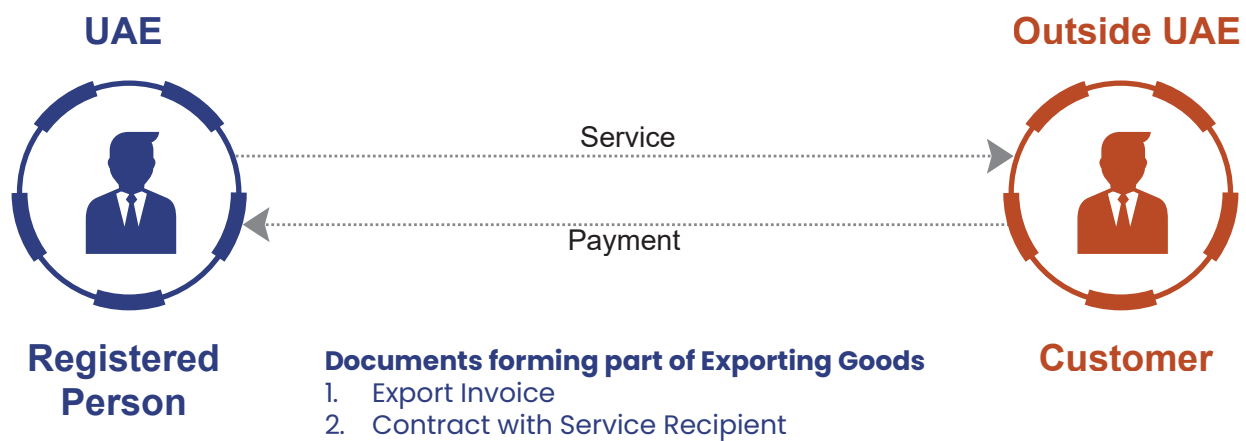 UAE
Outside UAE
Service
Payment
Registered
Person
Customer
Documents forming part of Exporting Goods
1. Export Invoice
2. Contract with Service Recipient